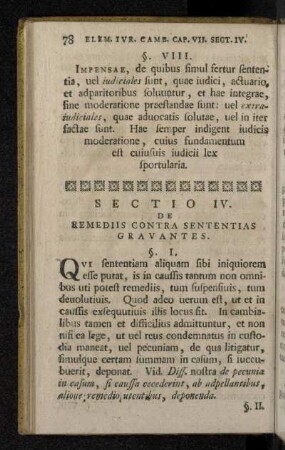 78 ELEM. IVR. CAMB. CAP. VII. SECT. IV.
§. VIII.
IMPENSAE, de quibus simul fertur senten-
tia, uel iudiciales sunt, quae iudici, actuario,
et adparitoribus soluuntur, et hae integrae,
sine moderatione praestandae sunt: uel extra-
iudiciales, quae aduocatis solutae, uel in iter
factae sunt. Hae semper indigent iudicis
moderatione, cuius fundamentum
est cuiusuis iudicii lex
sportularia.
SECTIO IV.
DE
REMEDIIS CONTRA SENTENTIAS
GRAVANTES.
§. I.
QVI sententiam aliquam sibi iniquiorem
esse putat, is in caussis tantum non omni-
bus uti potest remediis, tum suspensiuis, tum
deuolutiuis. Quod adeo uerum est, ut et in
caussis exsequutiuis illis locus sit. In cambia-
libus tamen et difficilius admittuntur, et non
nisi ea lege, ut uel reus condemnatus in custo-
dia maneat, uel pecuniam, de qua litigatur,
simulque certam summam in casum, si succu-
buerit, deponat. Vid. Diss. nostra de pecunia
in casum, si caussa ceciderint, ab adpellantibus,
alioue remedio utentibus, deponenda.
§. II.